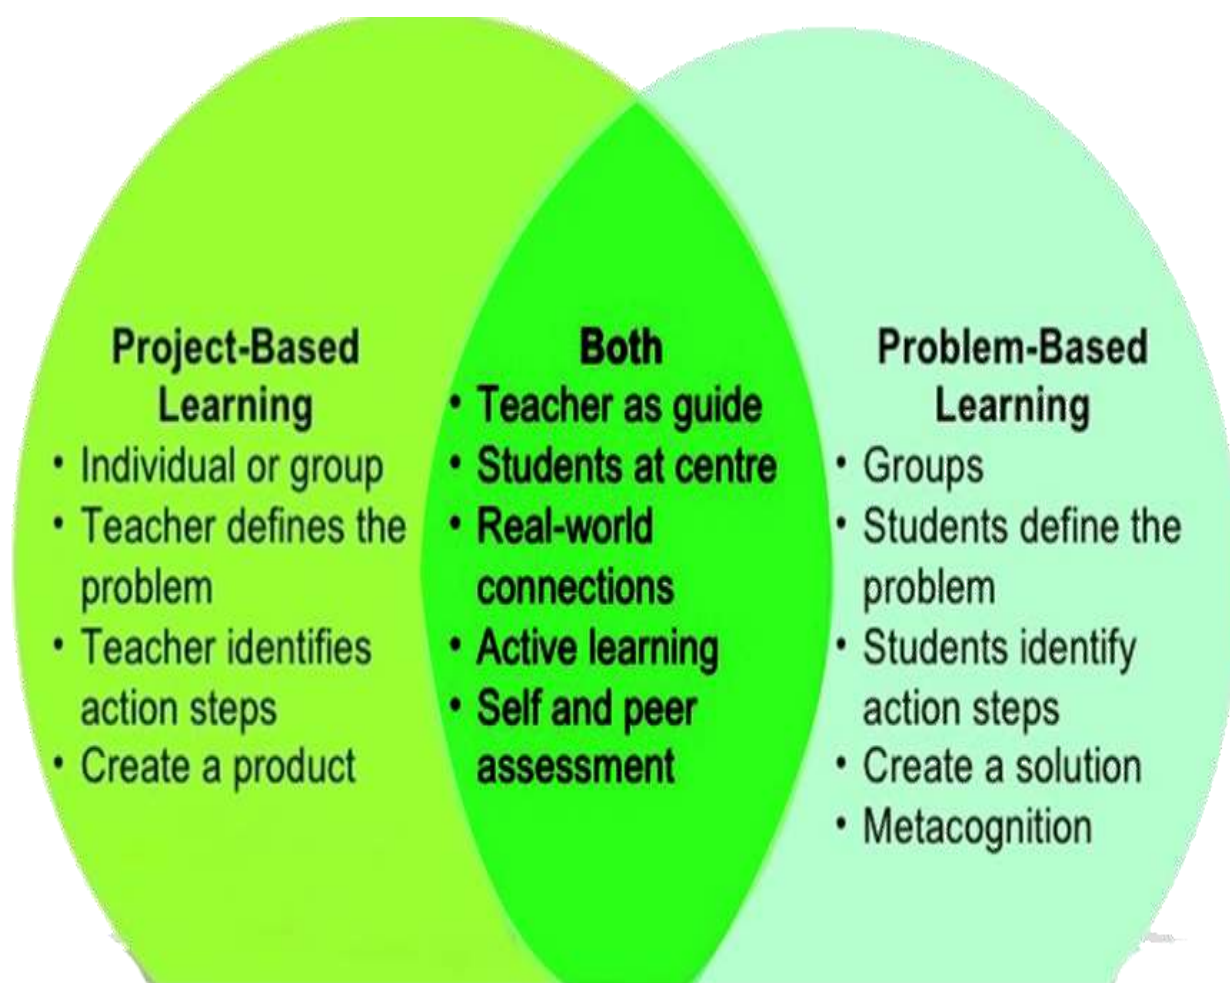 Project-Based
Learning
• Individual or group
• Teacher defines the
problem
• Teacher identifies
action steps
• Create a product
Both
• Teacher as guide
• Students at centre
• Real-world
connections
• Active learning
• Self and peer
assessment
Problem-Based
Learning
• Groups
• Students define the
problem
• Students identify
action steps
• Create a solution
• Metacognition